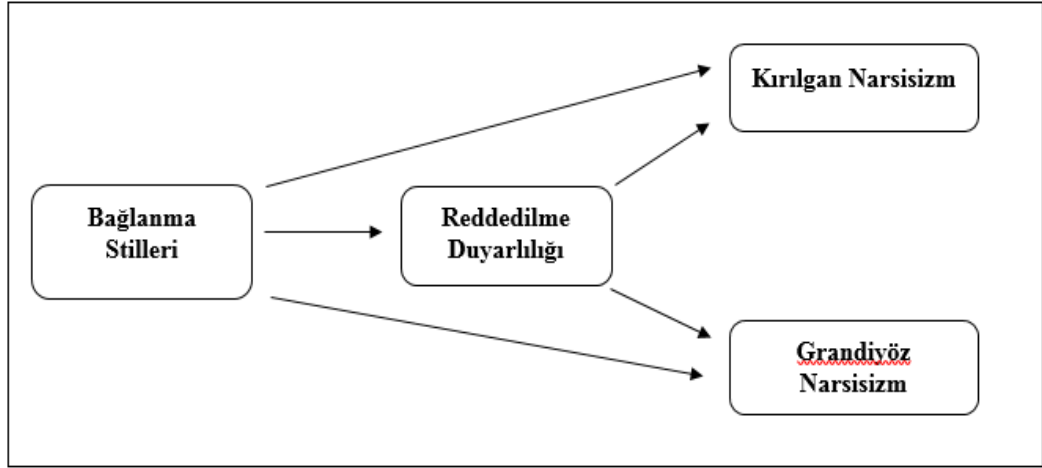 Kırılgan Narsisizm
Bağlanma
Stilleri
Reddedilme
Duyarlılığı
Grandiyöz
Narsisizm